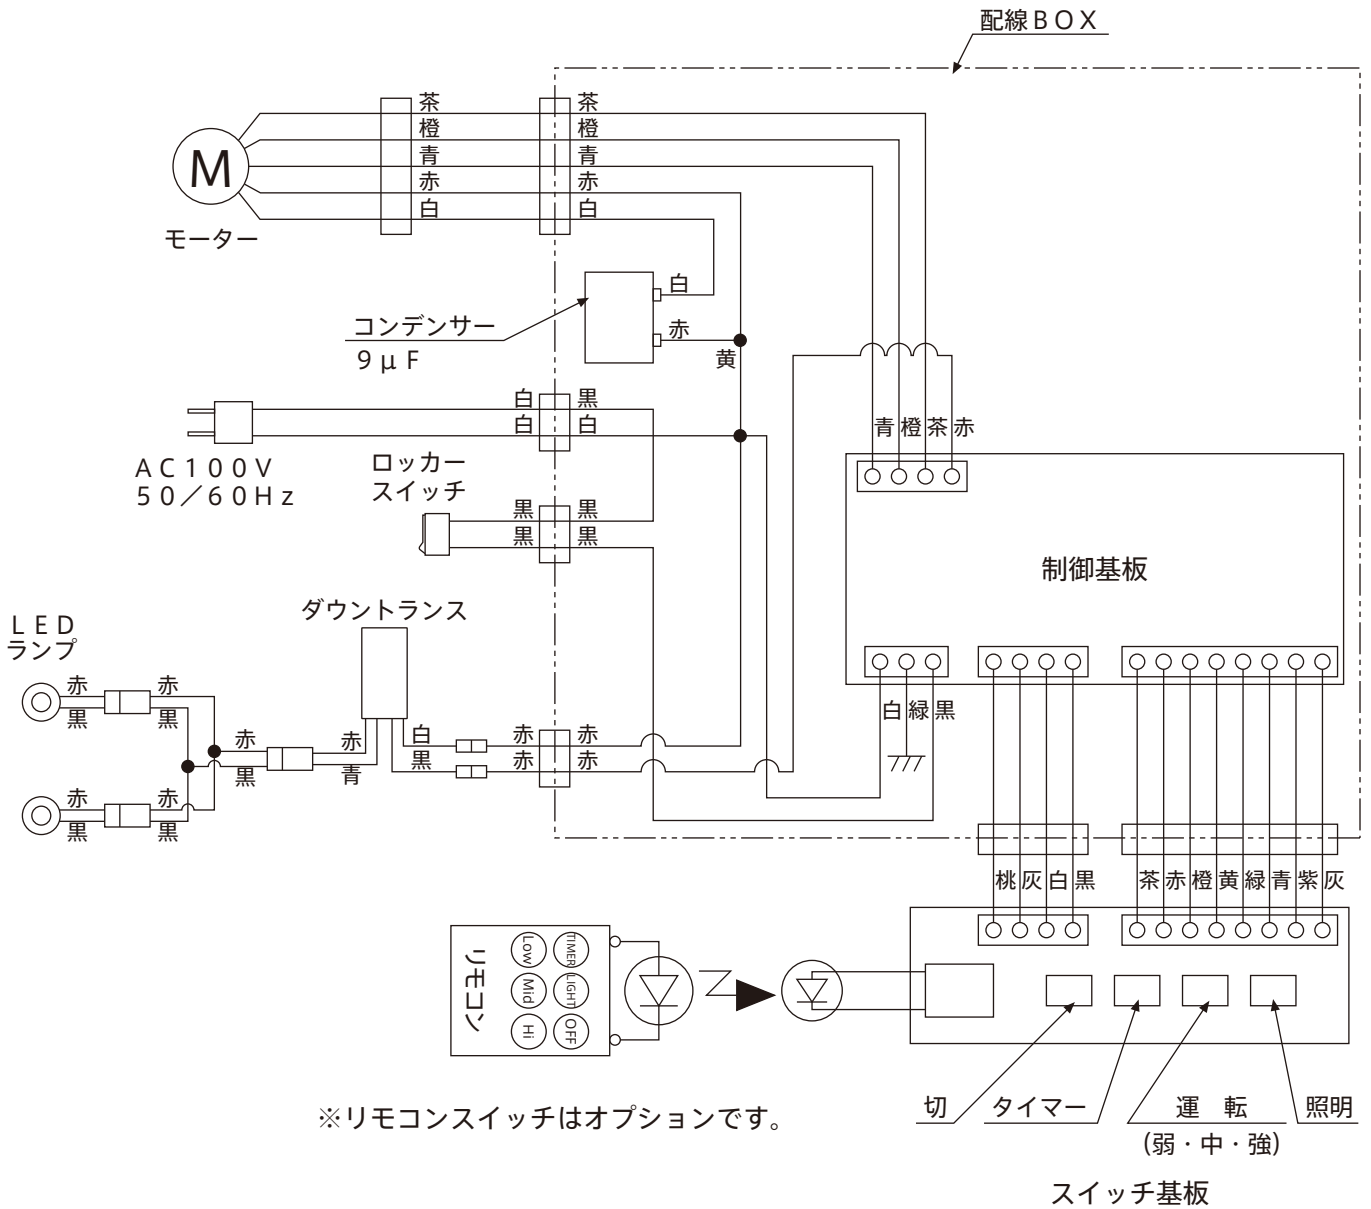 配線BOX
茶 茶
橙 橙
青 青
赤 赤
白 白
M
モーター
白
コンデンサー
9μF
赤
黄
白 黒
白 白
AC100V
50/60Hz
ロッカー
スイッチ
黒 黒
黒 黒
青 橙 茶 赤
制御基板
LED
ランプ
ダウントランス
赤 赤
黒 黒
赤 赤
黒 青
白 赤 赤
黒 赤 赤
赤 赤
黒 黒
白 緑 黒
桃 灰 白 黒
茶 赤 橙 黄 緑 青 紫 灰
リモコン
Low TIMER
Mid LIGHT
Hi OFF
切
タイマー
運 転
(弱・中・強)
照明
スイッチ基板
※リモコンスイッチはオプションです。